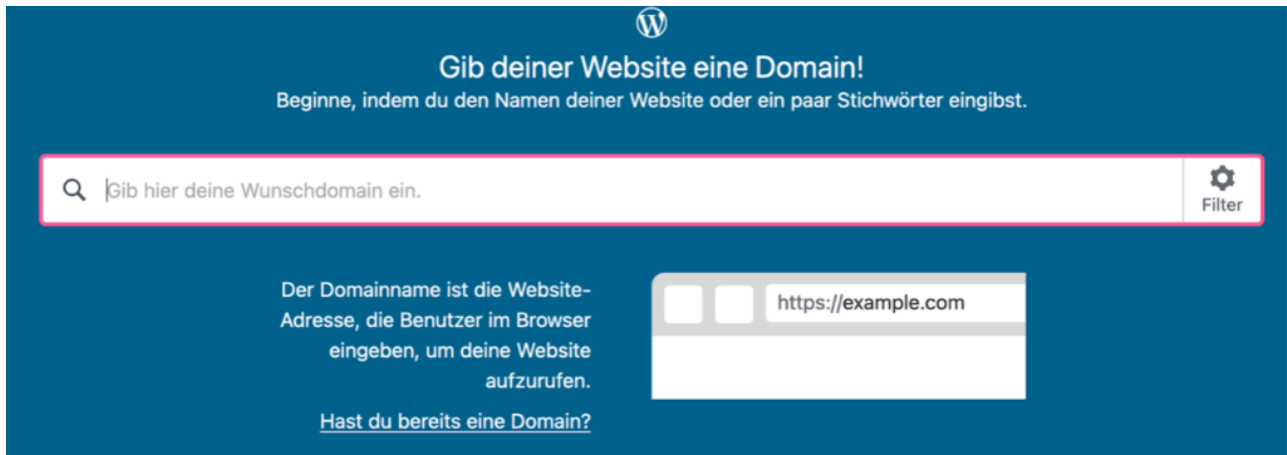 Gib deiner Website eine Domain!
Beginne, indem du den Namen deiner Website oder ein paar Stichwörter eingibst.
Gib hier deine Wunschdomain ein.
Filter
Der Domainname ist die Website-
Adresse, die Benutzer im Browser
eingeben, um deine Website
aufzurufen.
Hast du bereits eine Domain?
https://example.com